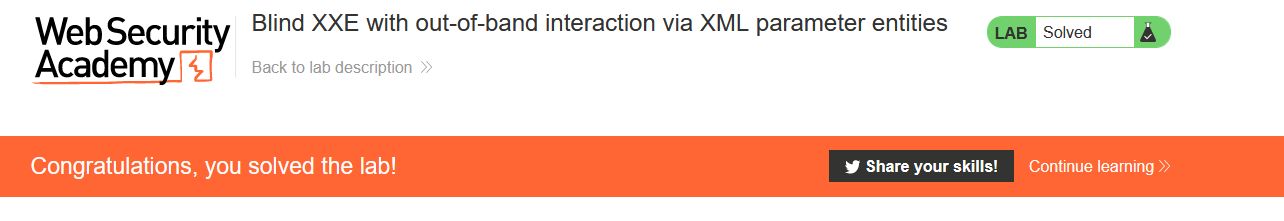 Web Security
Academy
Blind XXE with out-of-band interaction via XML parameter entities
Back to lab description
LAB Solved
Congratulations, you solved the lab!
Share your skills!
Continue learning